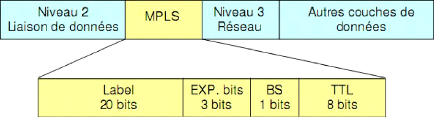 Niveau 2
Liaison de données
MPLS
Niveau 3
Réseau
Autres couches de
données
Label
20 bits
EXP. bits
3 bits
BS
1 bits
TTL
8 bits